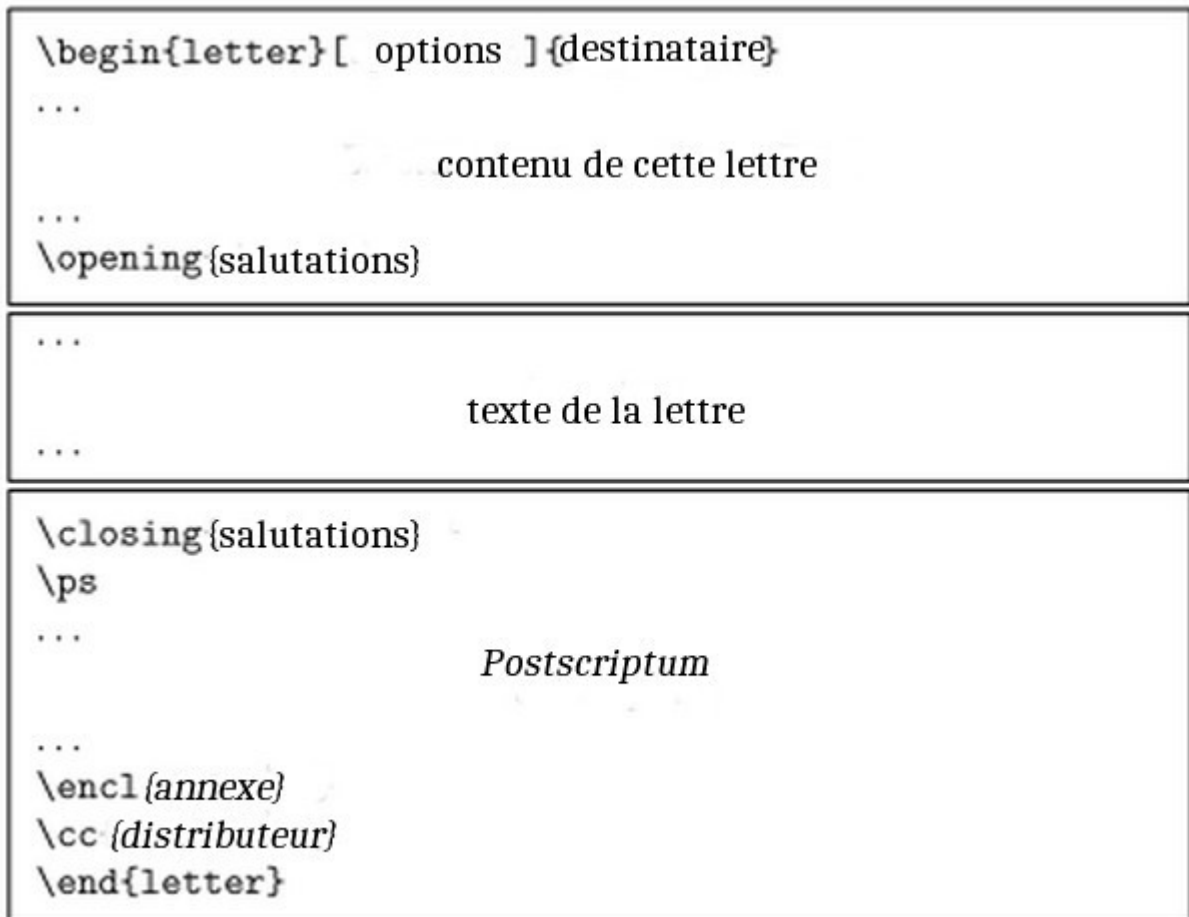 \begin{letter}[ options ]{destinataire}
...
contenu de cette lettre
...
\opening{salutations}
...
texte de la lettre
...
\closing{salutations}
\ps
...
Postscriptum
...
\encl{annexe}
\cc{distributeur}
\end{letter}